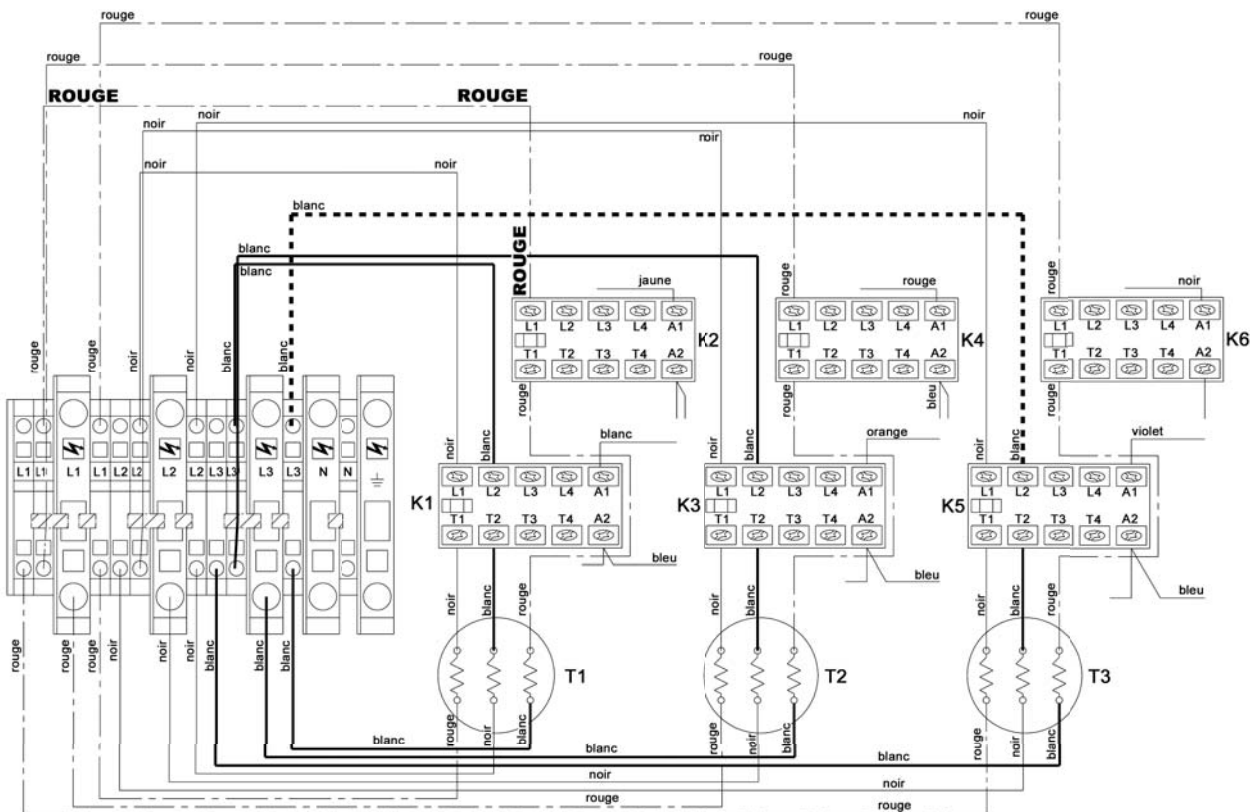 rouge rouge
rouge rouge
ROUGE ROUGE
noir noir
noir noir
noir noir
blanc
blanc
blanc
ROUGE rouge rouge
jaune rouge noir
L1 L2 L3 L4 A1 K2 L1 L2 L3 L4 A1 K4 L1 L2 L3 L4 A1 K6
T1 T2 T3 T4 A2 T1 T2 T3 T4 A2 T1 T2 T3 T4 A2
rouge rouge noir noir blanc blanc
rouge rouge bleu rouge
noir blanc blanc noir blanc orange noir blanc violet
L1 L1 L1 L1 L2 L2 L2 L2 L3 L3 L3 L3 N N
K1 L1 L2 L3 L4 A1 K3 L1 L2 L3 L4 A1 K5 L1 L2 L3 L4 A1
T1 T2 T3 T4 A2 T1 T2 T3 T4 A2 T1 T2 T3 T4 A2
bleu bleu bleu
noir blanc rouge noir blanc rouge noir blanc rouge
rouge rouge rouge noir noir noir blanc blanc blanc
T1 T2 T3
noir blanc rouge noir blanc noir blanc
blanc
blanc
blanc
noir
noir
rouge
rouge